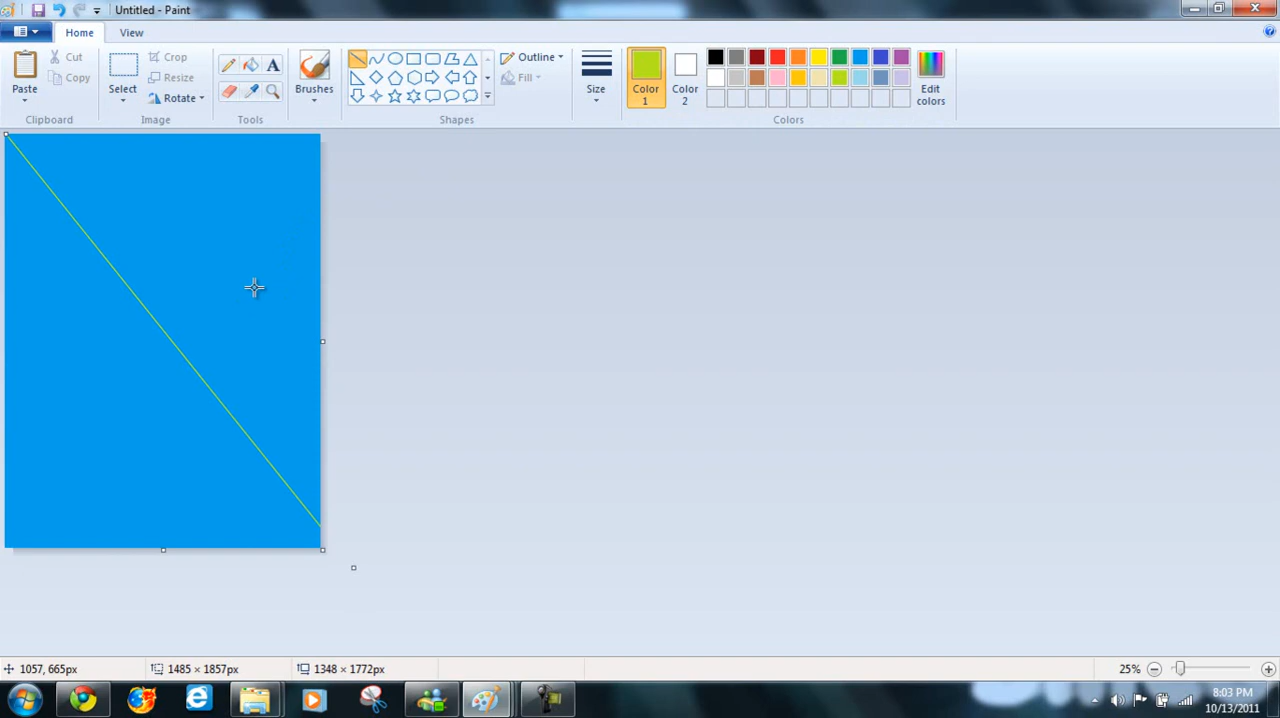 Untitled - Paint
Home View
Paste
Cut
Copy
Clipboard
Select
Crop
Resize
Rotate
Image
A
Tools
Brushes
Outline
Fill
Shapes
Size
Color 1
Color 2
Edit colors
Colors
1057, 665px
1485 × 1857px
1348 × 1772px
25%
8:03 PM
10/13/2011